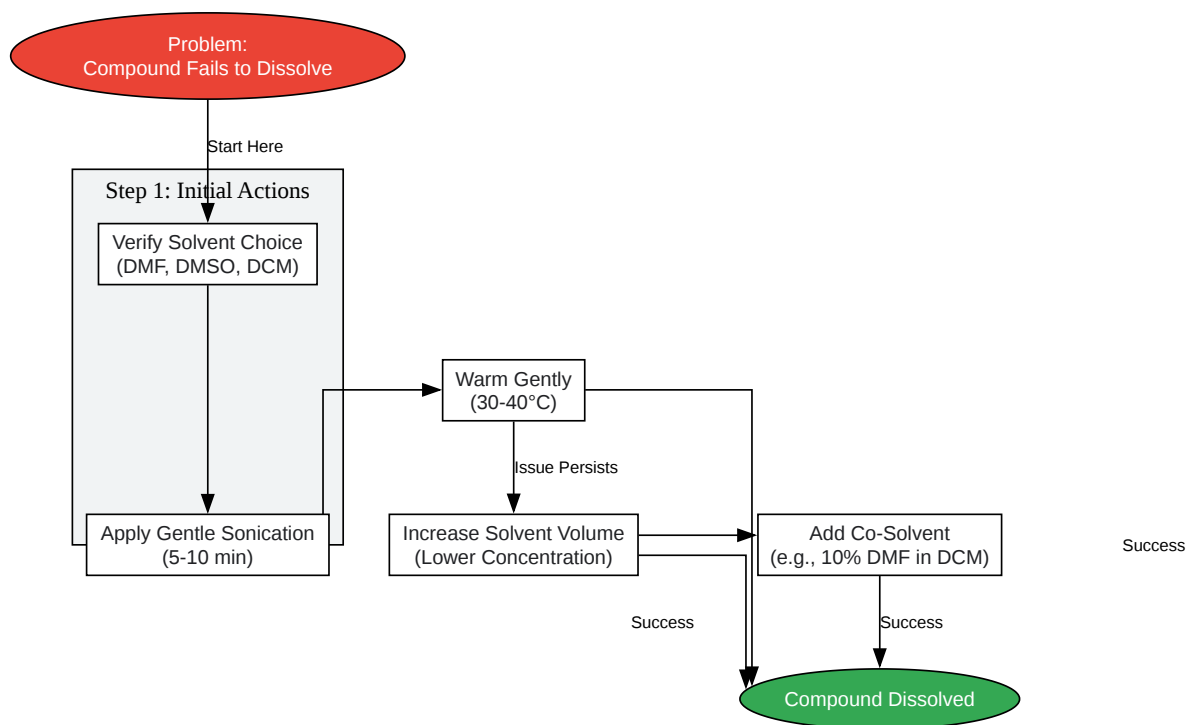 Problem:
Compound Fails to Dissolve
Start Here
Step 1: Initial Actions
Verify Solvent Choice
(DMF, DMSO, DCM)
Warm Gently
(30-40°C)
Issue Persists
Apply Gentle Sonication
(5-10 min)
Increase Solvent Volume
(Lower Concentration)
Add Co-Solvent
(e.g., 10% DMF in DCM)
Success
Success
Success
Compound Dissolved